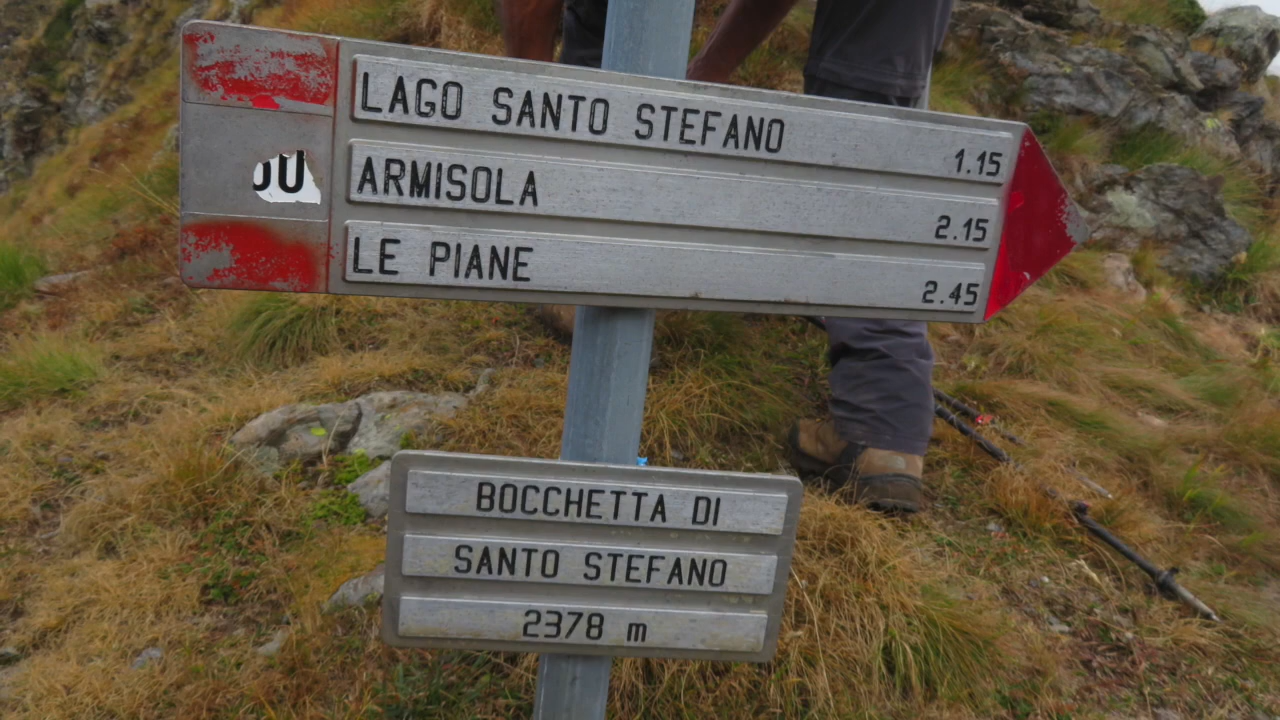 LAGO SANTO STEFANO 1.15
ARMISOLA 2.15
LE PIANE 2.45
BOCCHETTA DI
SANTO STEFANO
2378 m